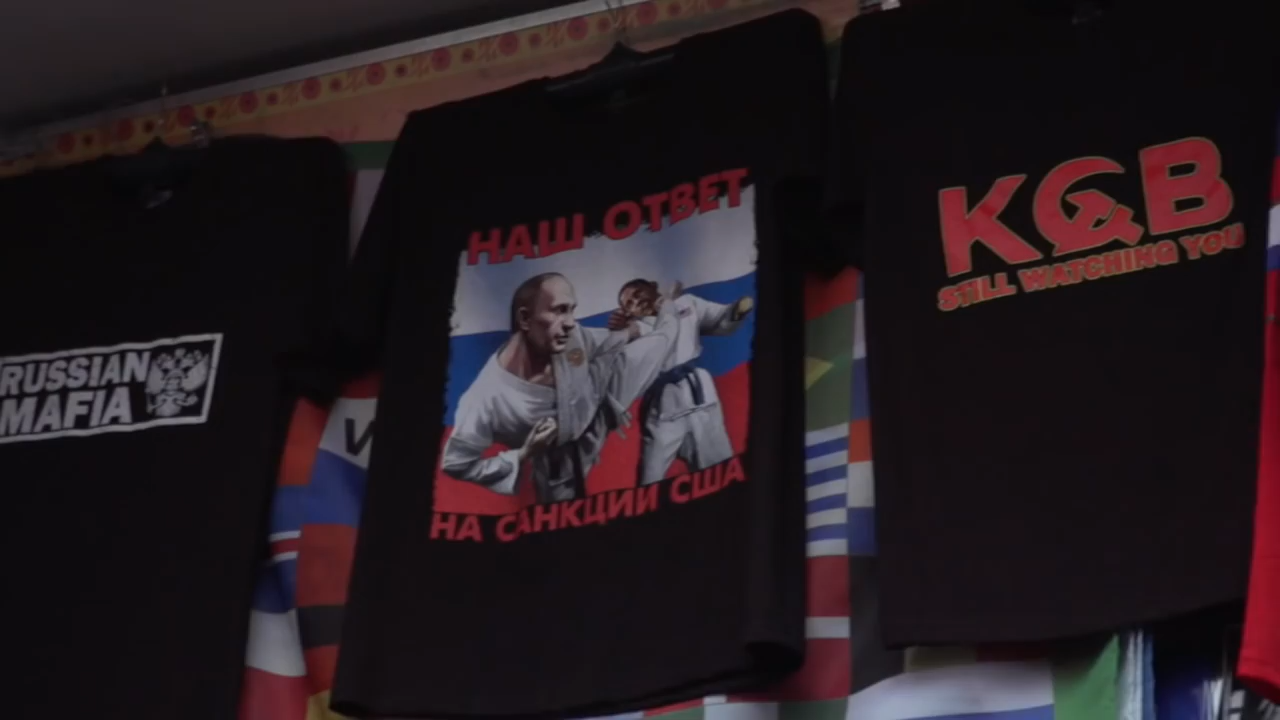 RUSSIAN
MAFIA
НАШ ОТВЕТ
НА САНКЦИИ США
KGB
STILL WATCHING YOU